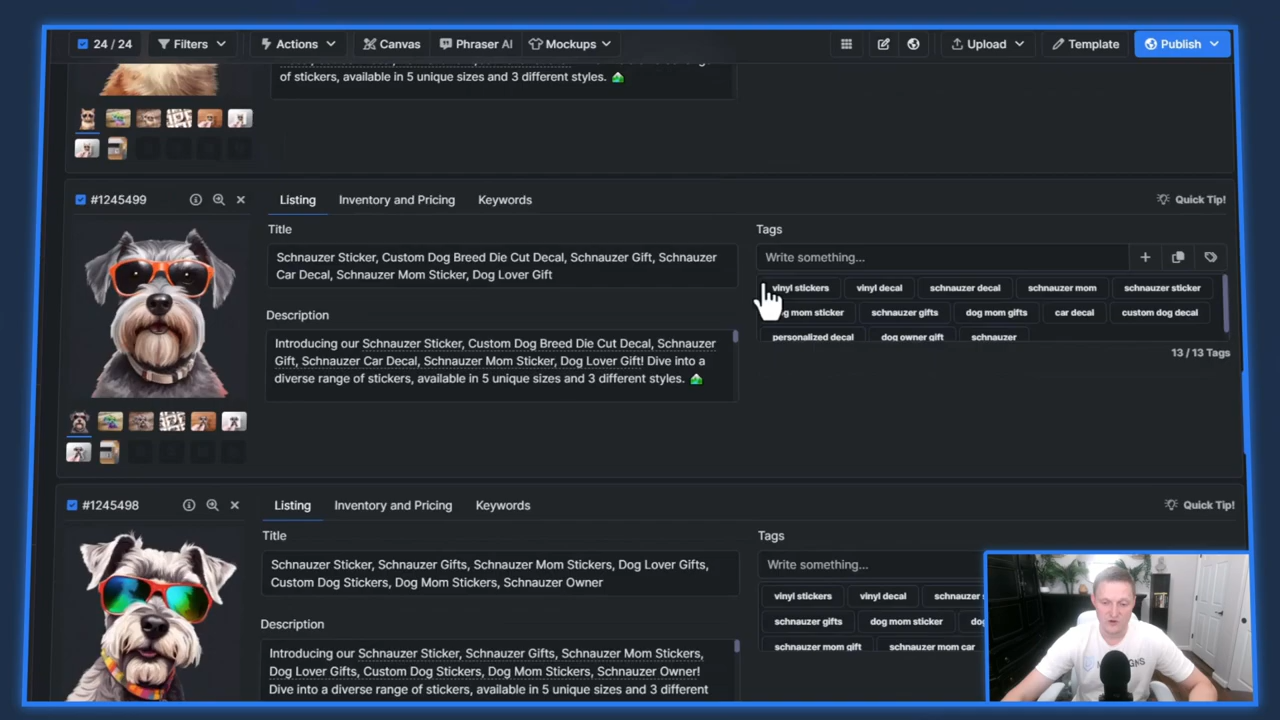 24 / 24 Filters Actions Canvas Phraser AI Mockups Upload Template Publish
of stickers, available in 5 unique sizes and 3 different styles.
#1245499 Listing Inventory and Pricing Keywords Quick Tip!
Title
Schnauzer Sticker, Custom Dog Breed Die Cut Decal, Schnauzer Gift, Schnauzer
Car Decal, Schnauzer Mom Sticker, Dog Lover Gift
Description
Introducing our Schnauzer Sticker, Custom Dog Breed Die Cut Decal, Schnauzer
Gift, Schnauzer Car Decal, Schnauzer Mom Sticker, Dog Lover Gift! Dive into a
diverse range of stickers, available in 5 unique sizes and 3 different styles.
Tags
Write something...
vinyl stickers vinyl decal schnauzer decal schnauzer mom schnauzer sticker
mom sticker schnauzer gifts dog mom gifts car decal custom dog decal
personalized decal dog owner gift schnauzer
13 / 13 Tags
#1245498 Listing Inventory and Pricing Keywords Quick Tip!
Title
Schnauzer Sticker, Schnauzer Gifts, Schnauzer Mom Stickers, Dog Lover Gifts,
Custom Dog Stickers, Dog Mom Stickers, Schnauzer Owner
Description
Introducing our Schnauzer Sticker, Schnauzer Gifts, Schnauzer Mom Stickers,
Dog Lover Gifts, Custom Dog Stickers, Dog Mom Stickers, Schnauzer Owner!
Dive into a diverse range of stickers, available in 5 unique sizes and 3 different
Tags
Write something...
vinyl stickers vinyl decal schnauzer
schnauzer gifts dog mom sticker
schnauzer mom gift schnauzer mom car